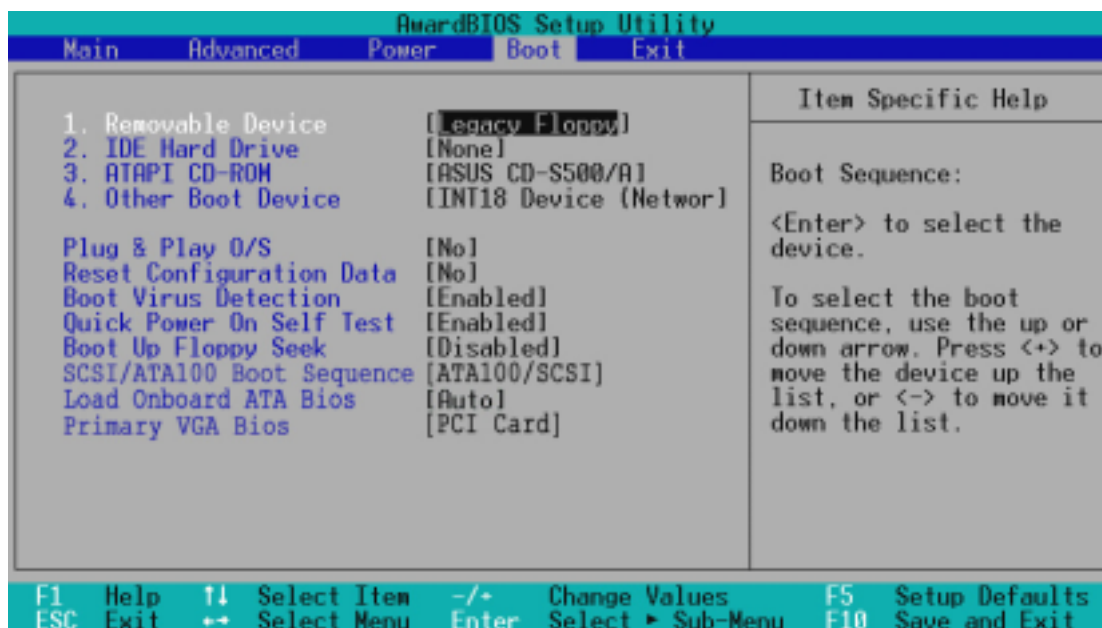 AwardBIOS Setup Utility
Main Advanced Power Boot Exit
1. Removable Device [Legacy Floppy]
2. IDE Hard Drive [None]
3. ATAPI CD-ROM [ASUS CD-S500/A]
4. Other Boot Device [INT18 Device (Networ]
Plug & Play O/S [No]
Reset Configuration Data [No]
Boot Virus Detection [Enabled]
Quick Power On Self Test [Enabled]
Boot Up Floppy Seek [Disabled]
SCSI/ATA100 Boot Sequence [ATA100/SCSI]
Load Onboard ATA Bios [Auto]
Primary VGA Bios [PCI Card]
Item Specific Help
Boot Sequence:
<Enter> to select the
device.
To select the boot
sequence, use the up or
down arrow. Press <+> to
move the device up the
list, or <-> to move it
down the list.
F1 Help ↑↓ Select Item -/+ Change Values F5 Setup Defaults
ESC Exit ←→ Select Menu Enter Select ► Sub-Menu F10 Save and Exit